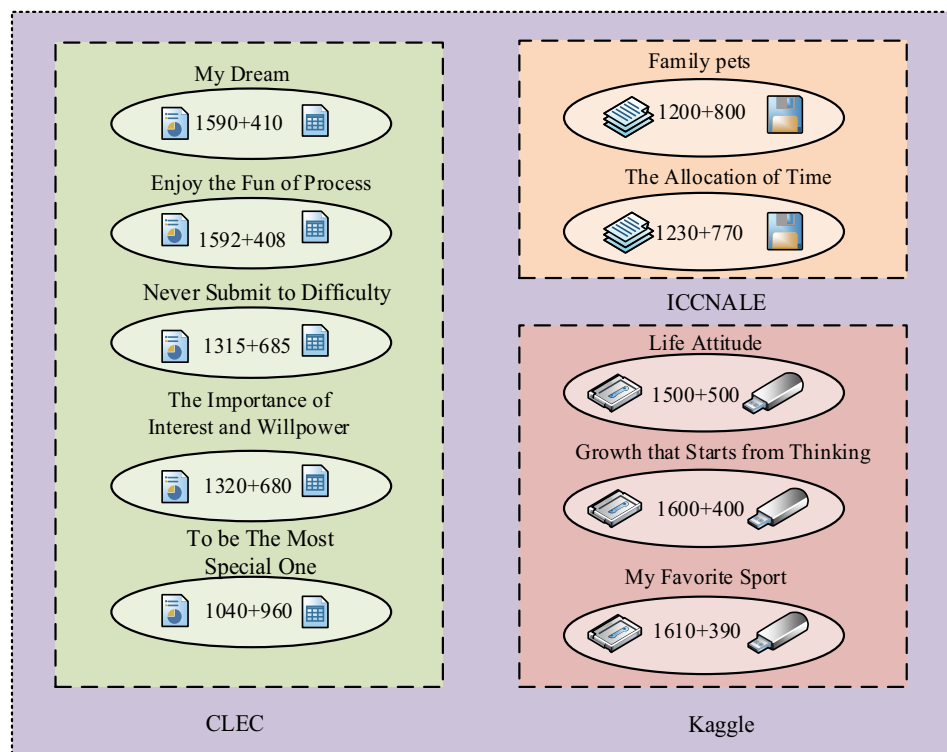 My Dream
1590+410
Enjoy the Fun of Process
1592+408
Never Submit to Difficulty
1315+685
The Importance of
Interest and Willpower
1320+680
To be The Most
Special One
1040+960
CLEC
Family pets
1200+800
The Allocation of Time
1230+770
ICCNALE
Life Attitude
1500+500
Growth that Starts from Thinking
1600+400
My Favorite Sport
1610+390
Kaggle